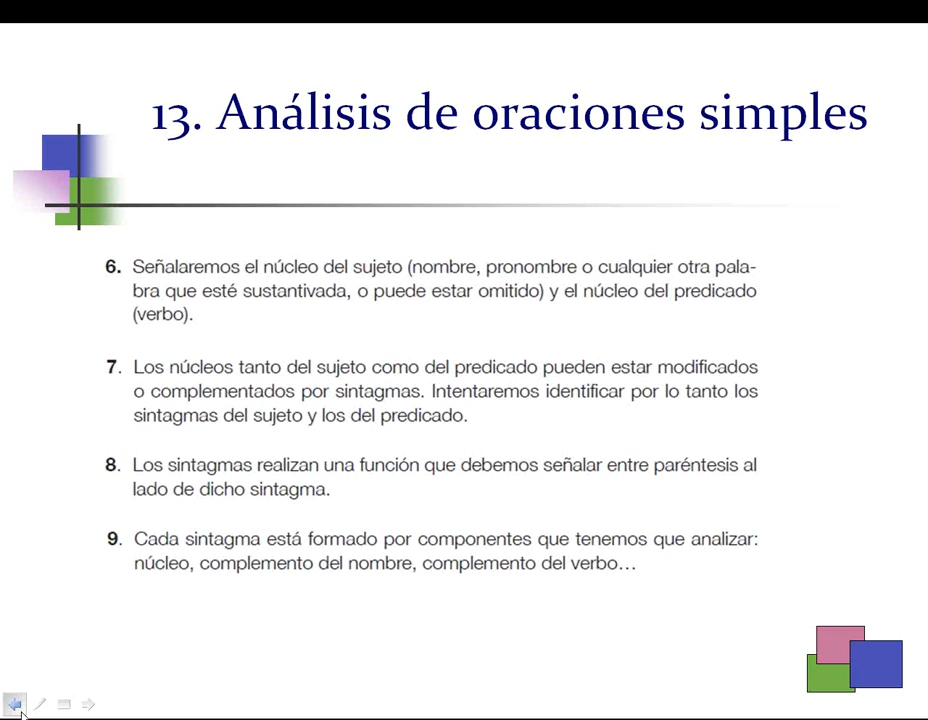 13. Análisis de oraciones simples
6. Señalaremos el núcleo del sujeto (nombre, pronombre o cualquier otra pala-
bra que esté sustantivada, o puede estar omitido) y el núcleo del predicado
(verbo).
7. Los núcleos tanto del sujeto como del predicado pueden estar modificados
o complementados por sintagmas. Intentaremos identificar por lo tanto los
sintagmas del sujeto y los del predicado.
8. Los sintagmas realizan una función que debemos señalar entre paréntesis al
lado de dicho sintagma.
9. Cada sintagma está formado por componentes que tenemos que analizar:
núcleo, complemento del nombre, complemento del verbo…